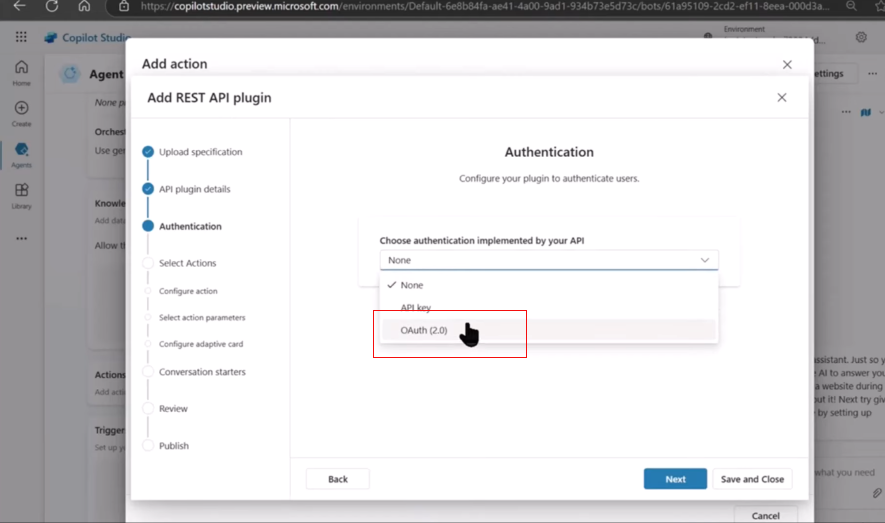 https://copilotstudio.preview.microsoft.com/environments/Default-6e8b84fa-ae41-4a00-9ad1-934b73e5d73c/bots/61a95109-2cd2-ef11-8eea-000d3a...
Copilot Studio
Environment
Home
Create
Agents
Library
Agent
ettings
None
Orches
Use gen
Knowle
Add data
Allow th
Actions
Add actio
Trigger
Set up yo
Add action
Add REST API plugin
Upload specification
API plugin details
Authentication
Select Actions
Configure action
Select action parameters
Configure adaptive card
Conversation starters
Review
Publish
Authentication
Configure your plugin to authenticate users.
Choose authentication implemented by your API
None
None
API key
OAuth (2.0)
Back
Next
Save and Close
Cancel
assistant. Just so y
AI to answer you
a website during
out it! Next try giv
by setting up
what you need